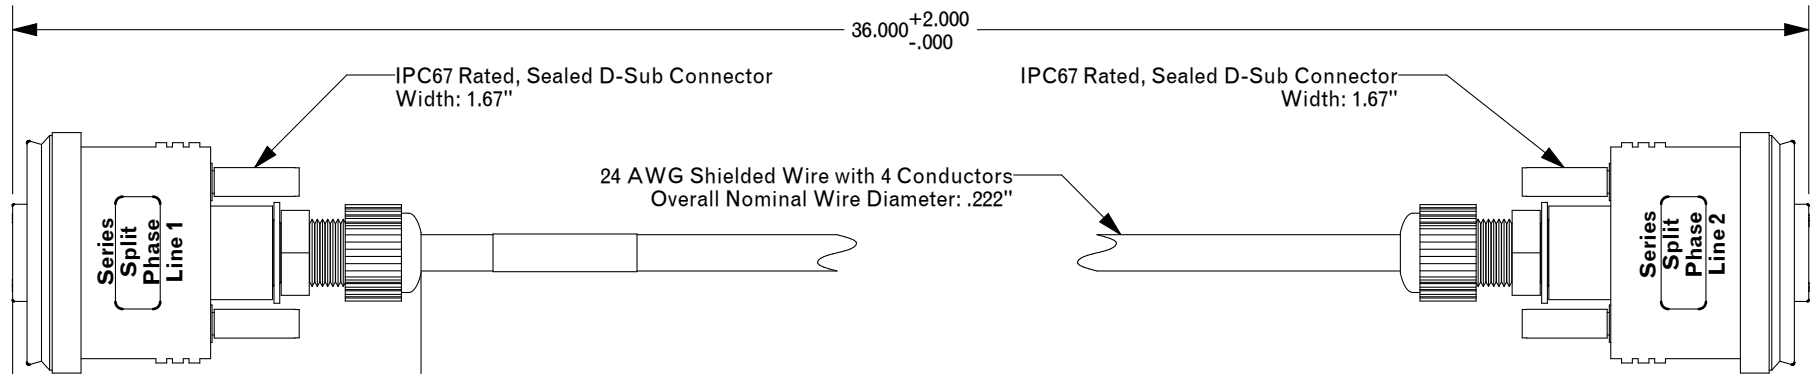 36.000+2.000
-.000
IPC67 Rated, Sealed D-Sub Connector
Width: 1.67"
IPC67 Rated, Sealed D-Sub Connector
Width: 1.67"
24 AWG Shielded Wire with 4 Conductors
Overall Nominal Wire Diameter: .222"
Series
Split
Phase
Line 1
Series
Split
Phase
Line 2